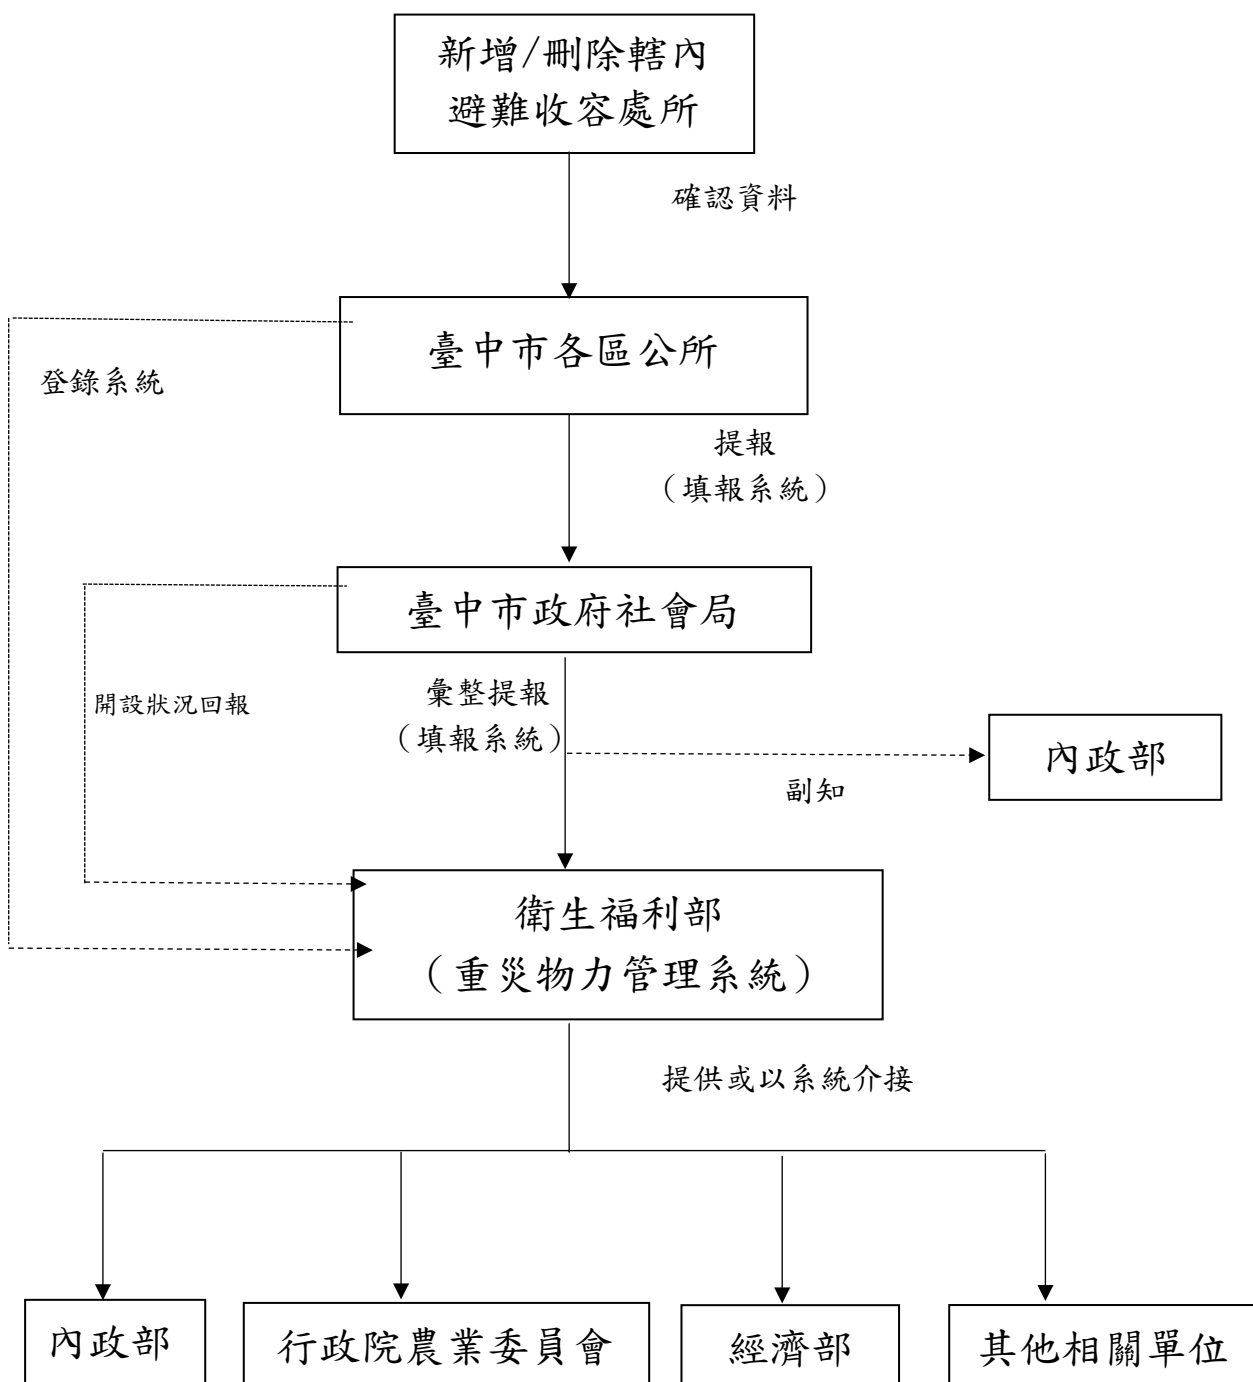 新增/刪除轄內
避難收容處所
確認資料
臺中市各區公所
登錄系統
提報
（填報系統）
臺中市政府社會局
開設狀況回報
彙整提報
（填報系統）
內政部
副知
衛生福利部
（重災物力管理系統）
提供或以系統介接
內政部
行政院農業委員會
經濟部
其他相關單位